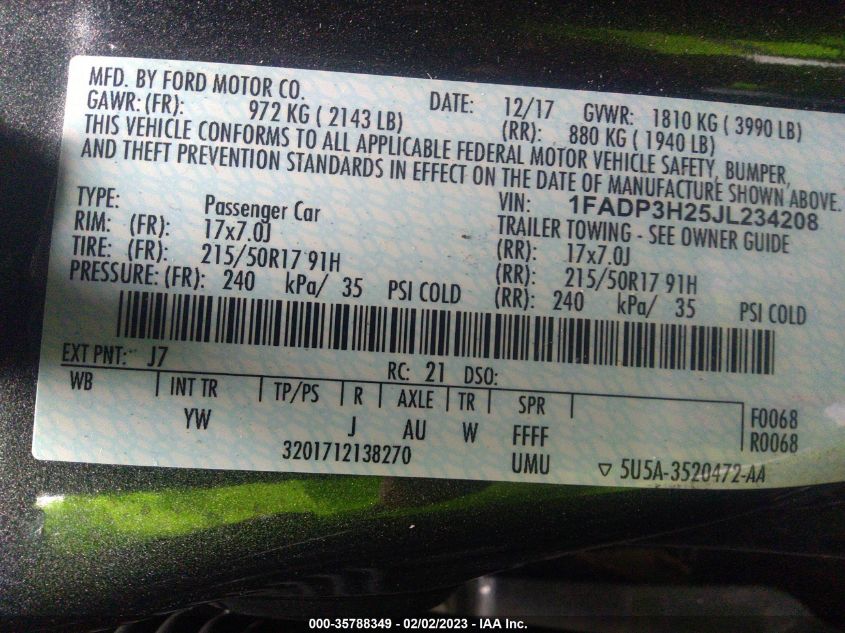 MFD. BY FORD MOTOR CO.
DATE: 12/17 GVWR: 1810 KG ( 3990 LB)
GAWR: (FR): 972 KG ( 2143 LB) (RR): 880 KG ( 1940 LB)
THIS VEHICLE CONFORMS TO ALL APPLICABLE FEDERAL MOTOR VEHICLE SAFETY, BUMPER,
AND THEFT PREVENTION STANDARDS IN EFFECT ON THE DATE OF MANUFACTURE SHOWN ABOVE.
VIN: 1FADP3H25JL234208
TYPE: Passenger Car TRAILER TOWING - SEE OWNER GUIDE
RIM: (FR): 17x7.0J (RR): 17x7.0J
TIRE: (FR): 215/50R17 91H (RR): 215/50R17 91H
PRESSURE: (FR): 240 kPa/ 35 PSI COLD (RR): 240 kPa/ 35 PSI COLD
EXT PNT: J7 RC: 21 DSO:
WB INT TR TP/PS R AXLE TR SPR F0068
YW J AU W FFFF R0068
3201712138270 UMU ▽ 5U5A-3520472-AA
000-35788349 — 02/02/2023 — IAA Inc.